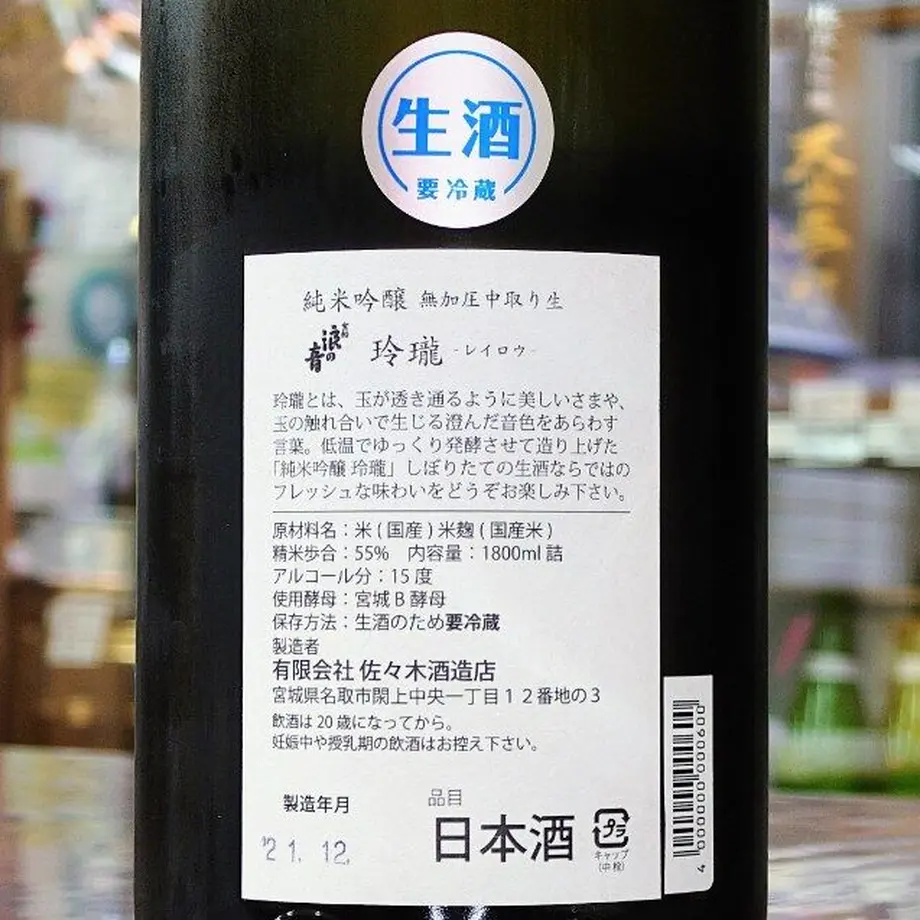 生酒
要冷蔵
純米吟醸 無加圧中取り生
宝船 浪の音 玲瓏 -レイロウ-
玲瓏とは、玉が透き通るように美しいさまや、
玉の触れ合いで生じる澄んだ音色をあらわす
言葉。低温でゆっくり発酵させて造り上げた
「純米吟醸 玲瓏」しぼりたての生酒ならではの
フレッシュな味わいをどうぞお楽しみ下さい。
原材料名：米(国産)米麹(国産米)
精米歩合：55% 内容量：1800ml詰
アルコール分：15度
使用酵母：宮城B酵母
保存方法：生酒のため要冷蔵
製造者
有限会社 佐々木酒造店
宮城県名取市閖上中央一丁目12番地の3
飲酒は20歳になってから。
妊娠中や授乳期の飲酒はお控え下さい。
製造年月
'21.12.
品目
日本酒
プラ
キャップ
(中栓)